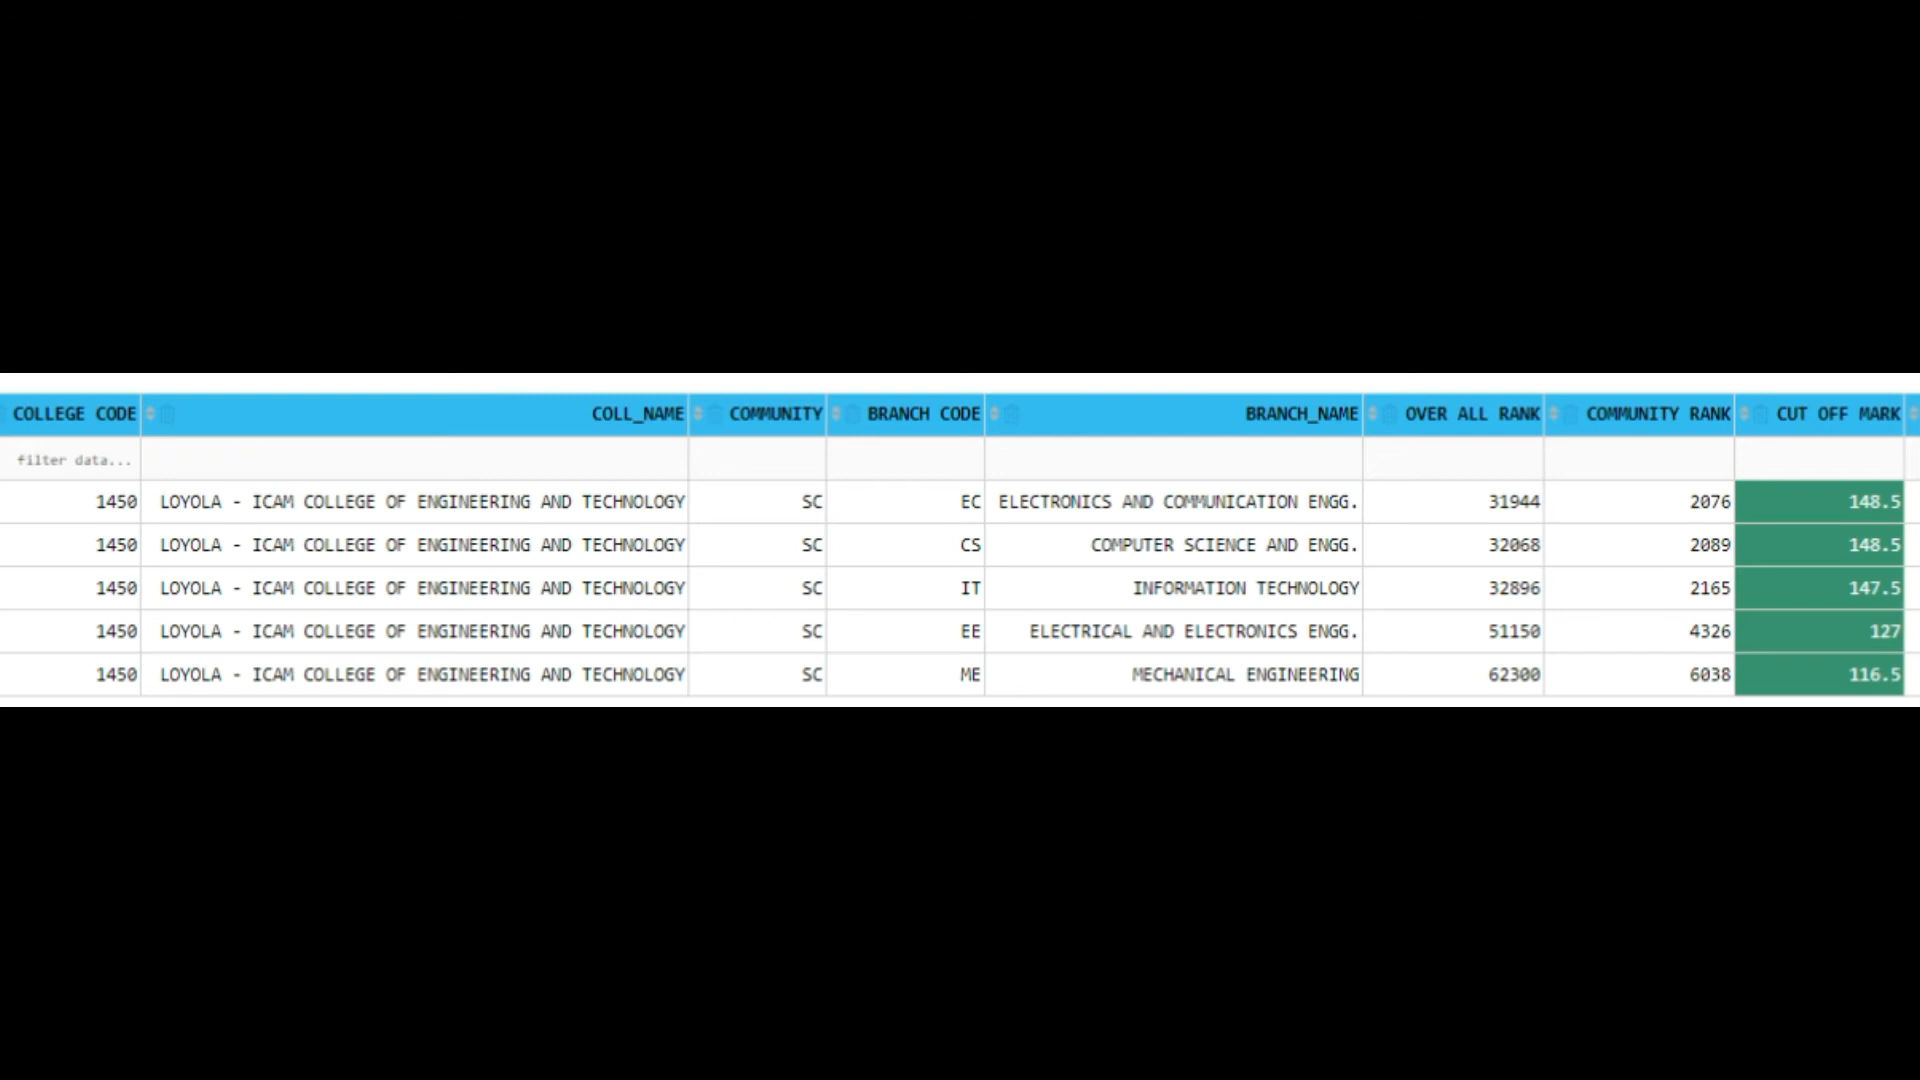 COLLEGE CODE COLL_NAME COMMUNITY BRANCH CODE BRANCH_NAME OVER ALL RANK COMMUNITY RANK CUT OFF MARK
filter data...
1450 LOYOLA - ICAM COLLEGE OF ENGINEERING AND TECHNOLOGY SC EC ELECTRONICS AND COMMUNICATION ENGG. 31944 2076 148.5
1450 LOYOLA - ICAM COLLEGE OF ENGINEERING AND TECHNOLOGY SC CS COMPUTER SCIENCE AND ENGG. 32068 2089 148.5
1450 LOYOLA - ICAM COLLEGE OF ENGINEERING AND TECHNOLOGY SC IT INFORMATION TECHNOLOGY 32896 2165 147.5
1450 LOYOLA - ICAM COLLEGE OF ENGINEERING AND TECHNOLOGY SC EE ELECTRICAL AND ELECTRONICS ENGG. 51150 4326 127
1450 LOYOLA - ICAM COLLEGE OF ENGINEERING AND TECHNOLOGY SC ME MECHANICAL ENGINEERING 62300 6038 116.5